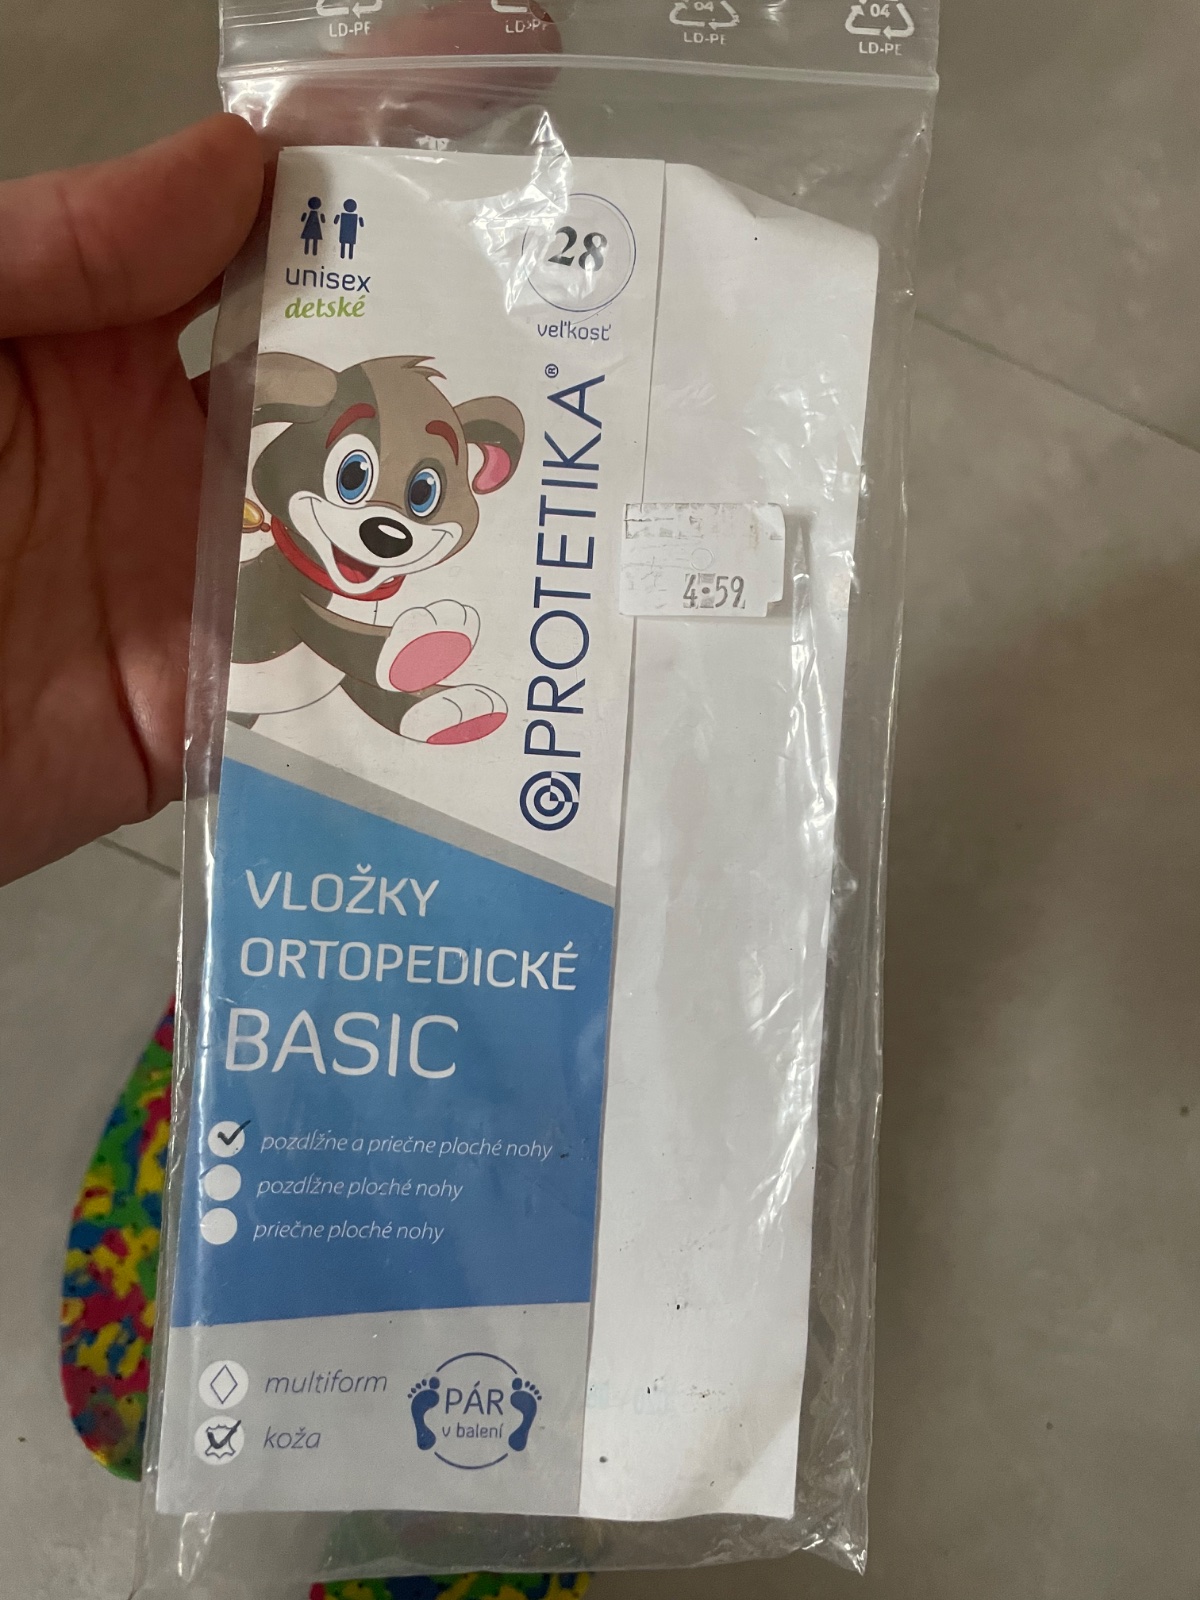 LD-PE
LD-PE
04
LD-PE
04
LD-PE
unisex
detské
28
veľkosť
PROTETIKA®
4.59
VLOŽKY
ORTOPEDICKÉ
BASIC
pozdĺžne a priečne ploché nohy
pozdĺžne ploché nohy
priečne ploché nohy
multiform
koža
PÁR
v balení